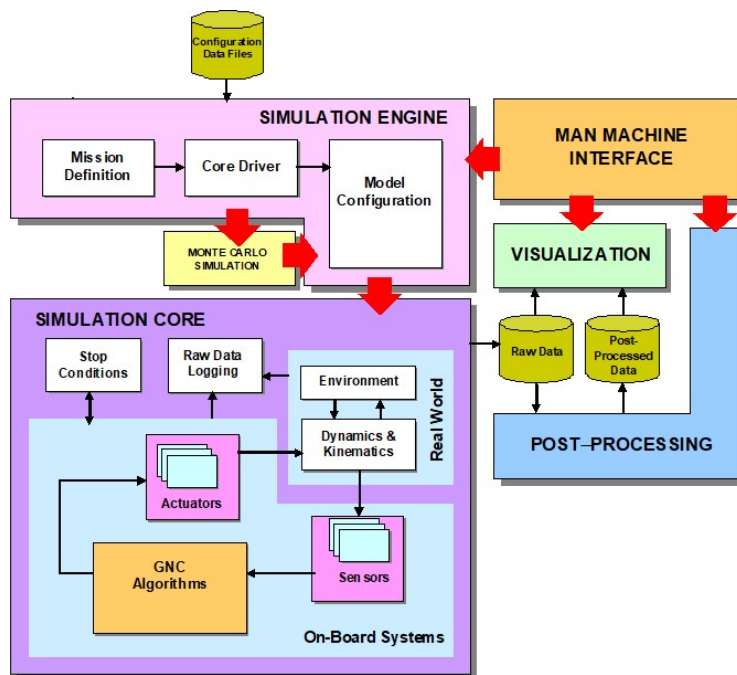 Configuration
Data Files
SIMULATION ENGINE
Mission
Definition
Core Driver
Model
Configuration
MAN MACHINE
INTERFACE
MONTE CARLO
SIMULATION
VISUALIZATION
SIMULATION CORE
Stop
Conditions
Raw Data
Logging
Environment
Dynamics &
Kinematics
Real World
Raw Data
Post-
Processed
Data
POST–PROCESSING
Actuators
Sensors
GNC
Algorithms
On-Board Systems